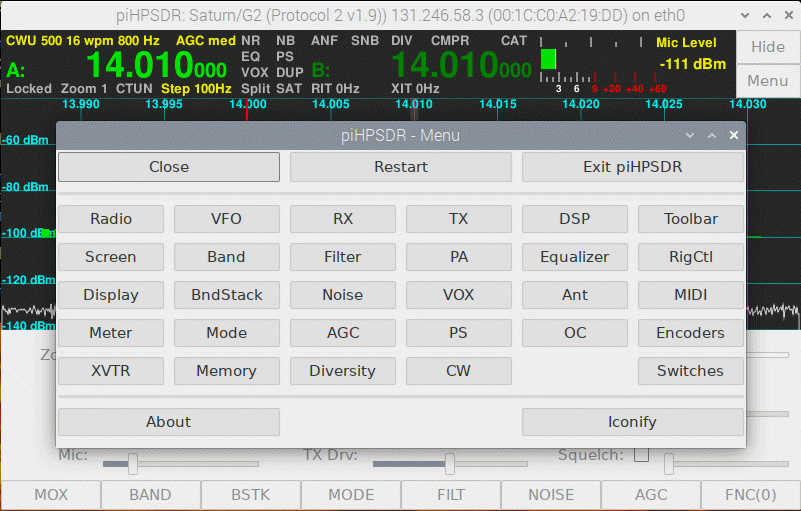 piHPSDR: Saturn/G2 (Protocol 2 v1.9)) 131.246.58.3 (00:1C:C0:A2:19:DD) on eth0
CWU 500 16 wpm 800 Hz AGC med NR NB ANF SNB DIV CMPR CAT Mic Level Hide
EQ PS
A: 14.010000 VOX DUP B: 14.010000 -111 dBm
Locked Zoom 1 CTUN Step 100Hz Split SAT RIT 0Hz XIT 0Hz 3 6 9 +20 +40 +60 Menu
13.990 13.995 14.000 14.005 14.010 14.015 14.020 14.025 14.030
piHPSDR - Menu
-60 dBm
Close Restart Exit piHPSDR
-80 dBm
Radio VFO RX TX DSP Toolbar
-100 dBm
Screen Band Filter PA Equalizer RigCtl
-120 dBm
Display BndStack Noise VOX Ant MIDI
-140 dBm
Meter Mode AGC PS OC Encoders
XVTR Memory Diversity CW Switches
About Iconify
Mic: TX Drv: Squelch:
MOX BAND BSTK MODE FILT NOISE AGC FNC(0)